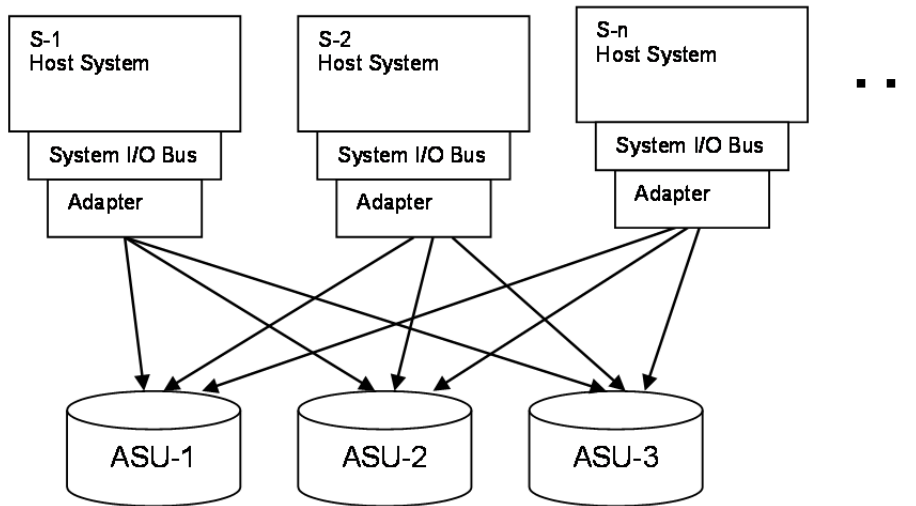 S-1
Host System
System I/O Bus
Adapter
S-2
Host System
System I/O Bus
Adapter
S-n
Host System
System I/O Bus
Adapter
. .
ASU-1
ASU-2
ASU-3